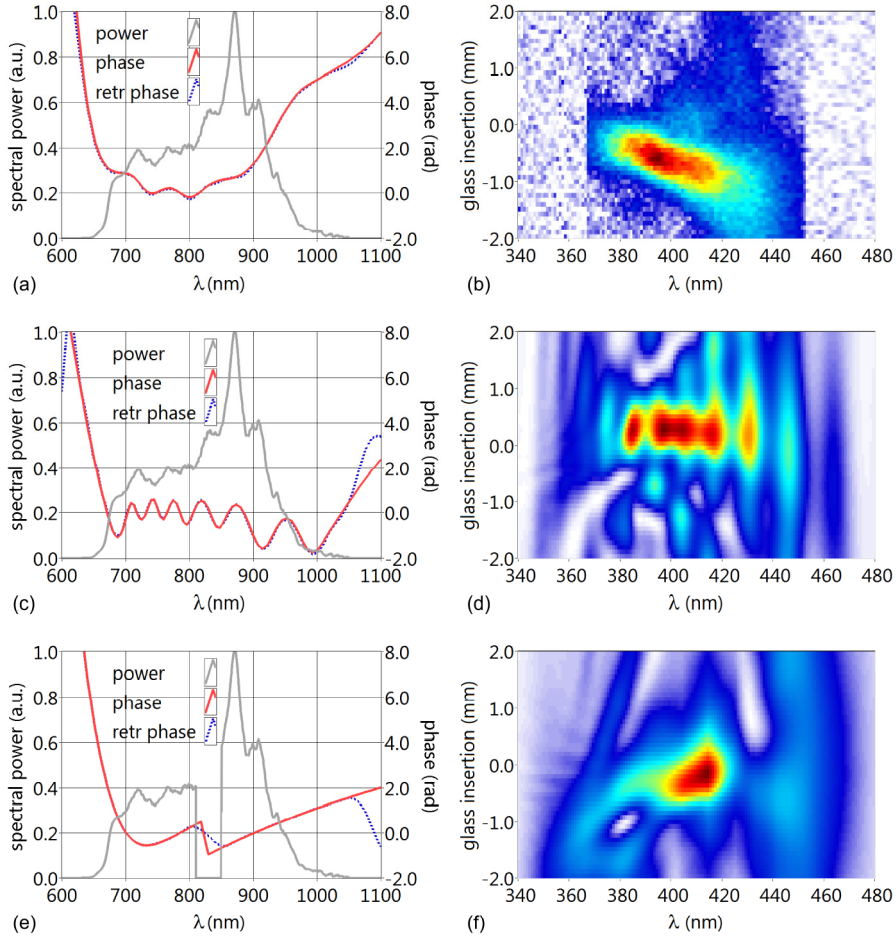 power
phase
retr phase
spectral power (a.u.)
1.0
0.8
0.6
0.4
0.2
0.0
8.0
6.0
4.0
2.0
0.0
-2.0
phase (rad)
600 700 800 900 1000 1100
λ (nm)
(a)
glass insertion (mm)
2.0
1.0
0.0
-1.0
-2.0
340 360 380 400 420 440 460 480
λ (nm)
(b)
power
phase
retr phase
spectral power (a.u.)
1.0
0.8
0.6
0.4
0.2
0.0
8.0
6.0
4.0
2.0
0.0
-2.0
phase (rad)
600 700 800 900 1000 1100
λ (nm)
(c)
glass insertion (mm)
2.0
1.0
0.0
-1.0
-2.0
340 360 380 400 420 440 460 480
λ (nm)
(d)
power
phase
retr phase
spectral power (a.u.)
1.0
0.8
0.6
0.4
0.2
0.0
8.0
6.0
4.0
2.0
0.0
-2.0
phase (rad)
600 700 800 900 1000 1100
λ (nm)
(e)
glass insertion (mm)
2.0
1.0
0.0
-1.0
-2.0
340 360 380 400 420 440 460 480
λ (nm)
(f)